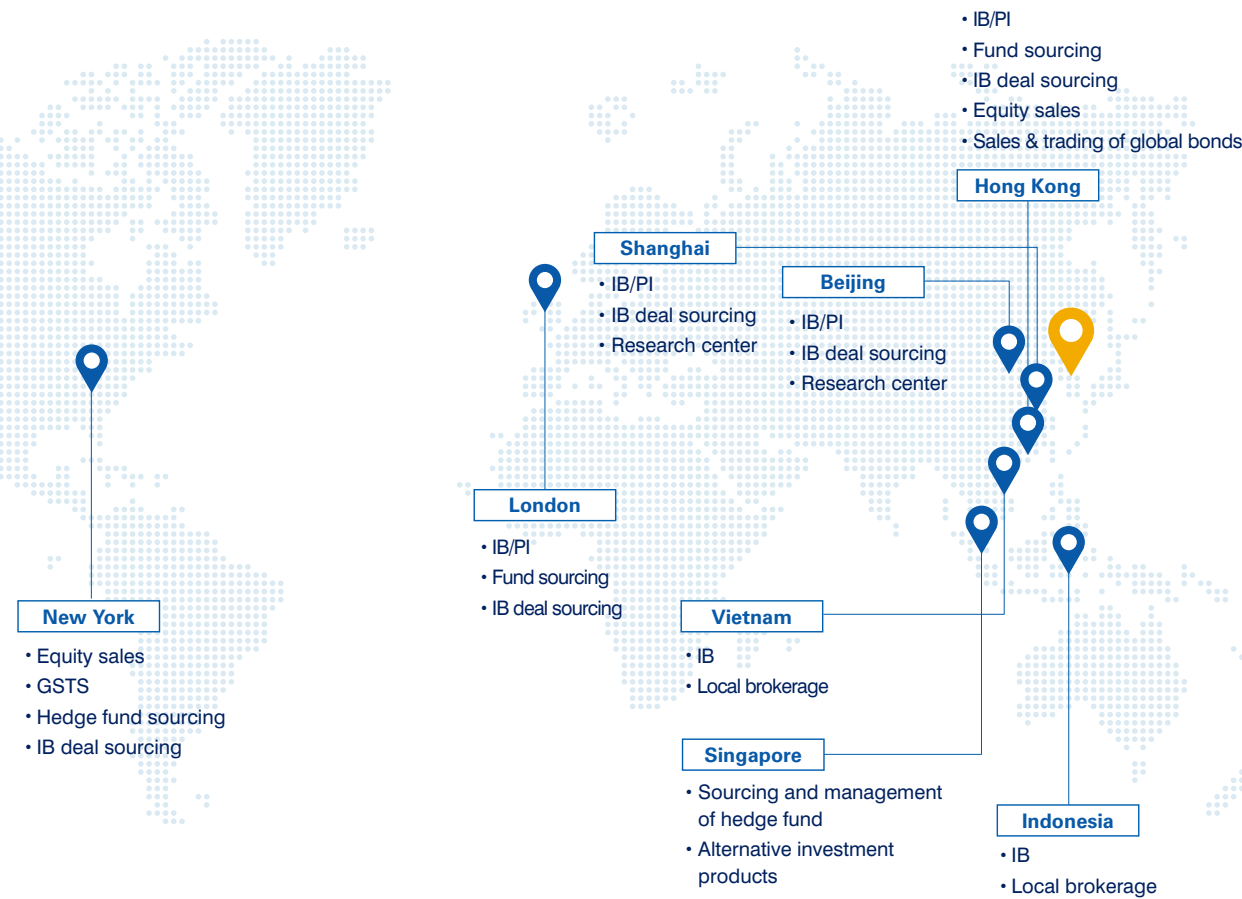 • IB/PI
• Fund sourcing
• IB deal sourcing
• Equity sales
• Sales & trading of global bonds
Hong Kong
Shanghai
• IB/PI
• IB deal sourcing
• Research center
Beijing
• IB/PI
• IB deal sourcing
• Research center
London
• IB/PI
• Fund sourcing
• IB deal sourcing
New York
• Equity sales
• GSTS
• Hedge fund sourcing
• IB deal sourcing
Vietnam
• IB
• Local brokerage
Singapore
• Sourcing and management
of hedge fund
• Alternative investment
products
Indonesia
• IB
• Local brokerage